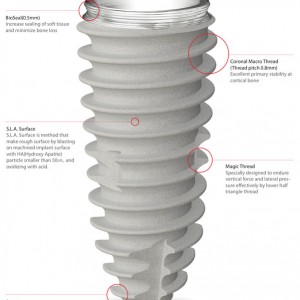 BioSeal(0.5mm)
Increase sealing of soft tissue
and minimize bone loss
Coronal Macro Thread
(Thread pitch 0.8mm)
Excellent primary stability at
cortical bone
S.L.A. Surface
S.L.A. Surface is method that
make rough surface by blasting
on machined implant surface
with HA(Hydroxy Apatite)
particle smaller than 50㎛, and
oxidizing with acid.
Magic Thread
Specially designed to endure
vertical force and lateral pres-
sure effectively by lower half
triangle thread